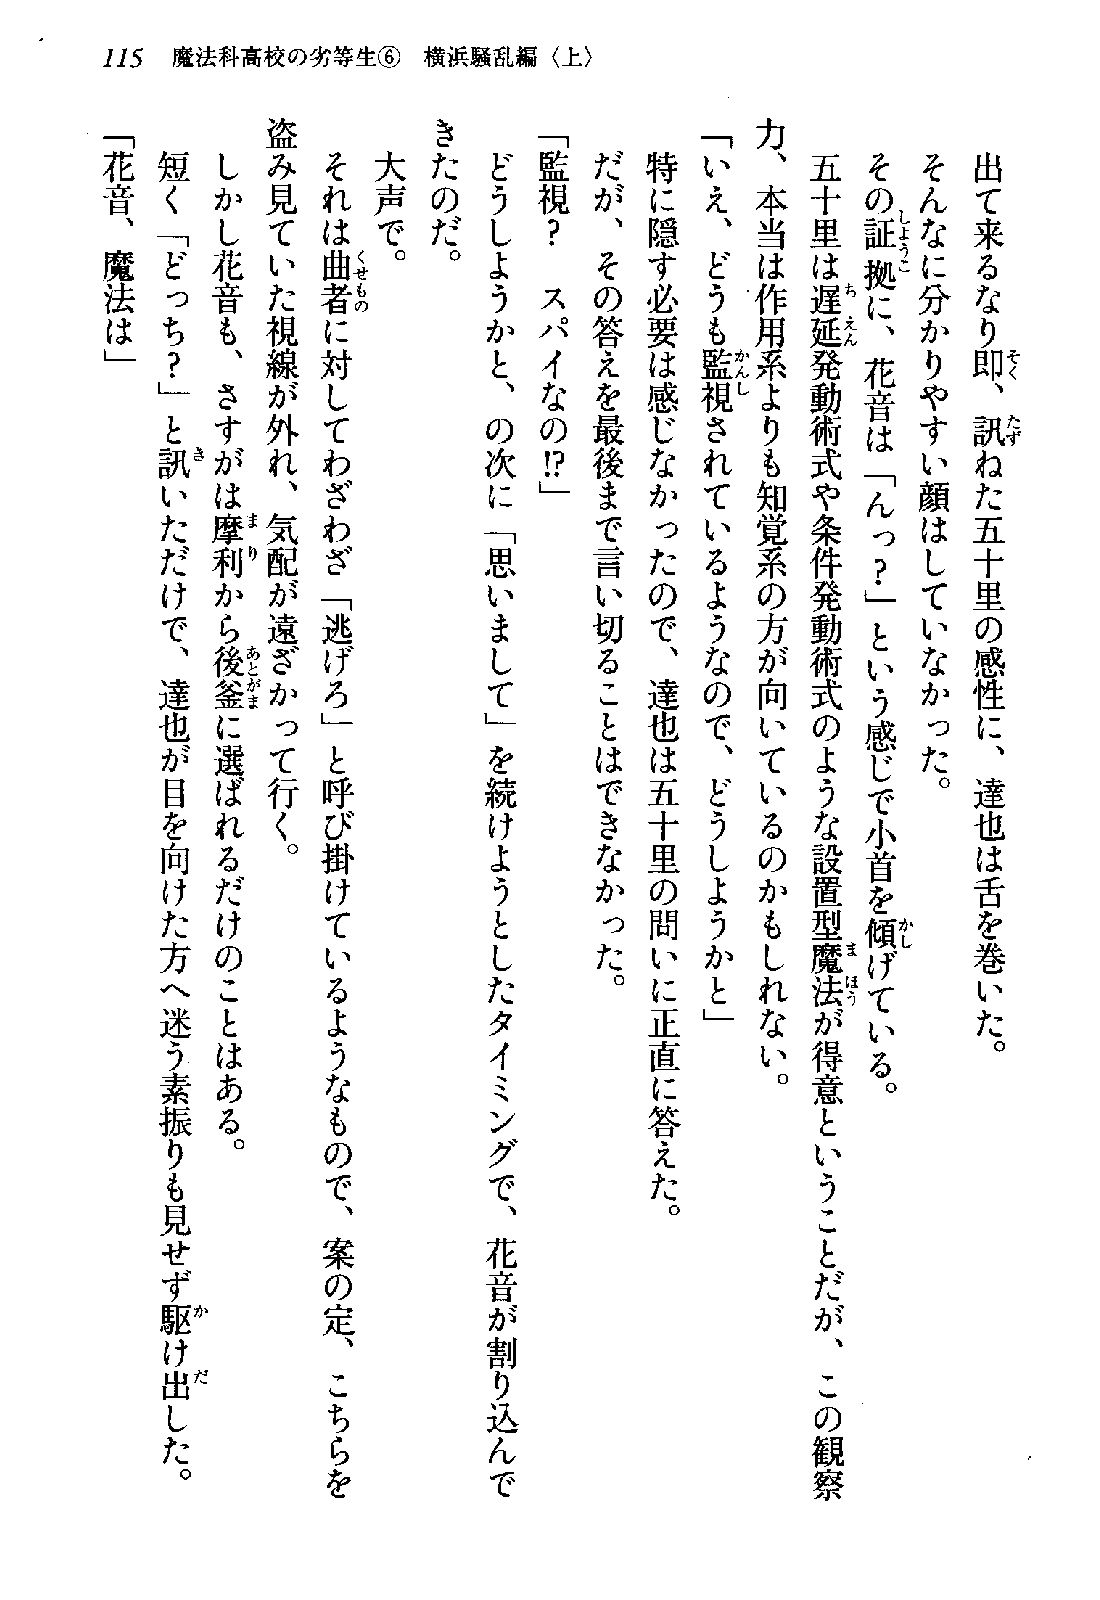 115　魔法科高校の劣等生⑥　横浜騒乱編〈上〉
出て来るなり即、訊ねた五十里の感性に、達也は舌を巻いた。
そんなに分かりやすい顔はしていなかった。
その証拠に、花音は「んっ？」という感じで小首を傾げている。
五十里は遅延発動術式や条件発動術式のような設置型魔法が得意ということだが、この観察
力、本当は作用系よりも知覚系の方が向いているのかもしれない。
「いえ、どうも監視されているようなので、どうしようかと」
特に隠す必要は感じなかったので、達也は五十里の問いに正直に答えた。
だが、その答えを最後まで言い切ることはできなかった。
「監視？　スパイなの!?」
どうしようかと、の次に「思いまして」を続けようとしたタイミングで、花音が割り込んで
きたのだ。
大声で。
それは曲者に対してわざわざ「逃げろ」と呼び掛けているようなもので、案の定、こちらを
盗み見ていた視線が外れ、気配が遠ざかって行く。
しかし花音も、さすがは摩利から後釜に選ばれるだけのことはある。
短く「どっち？」と訊いただけで、達也が目を向けた方へ迷う素振りも見せず駆け出した。
「花音、魔法は」